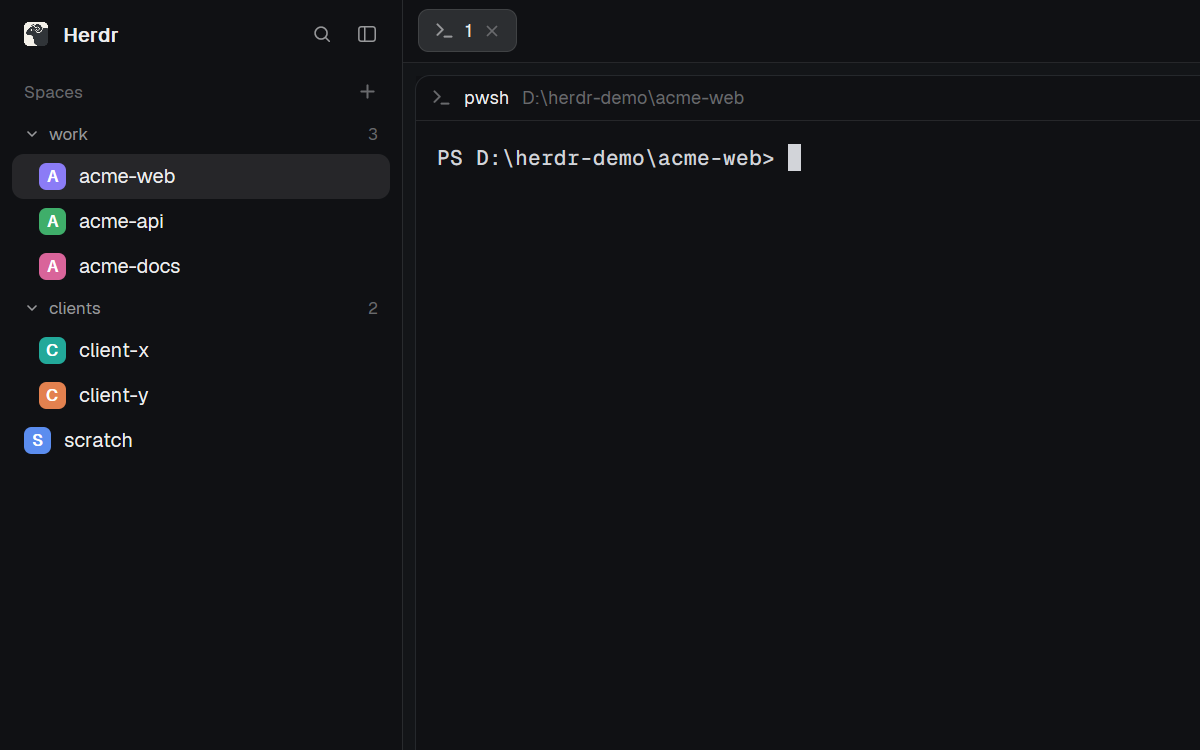 Herdr
1
Spaces
pwsh D:\herdr-demo\acme-web
work 3
PS D:\herdr-demo\acme-web>
A acme-web
A acme-api
A acme-docs
clients 2
C client-x
C client-y
S scratch